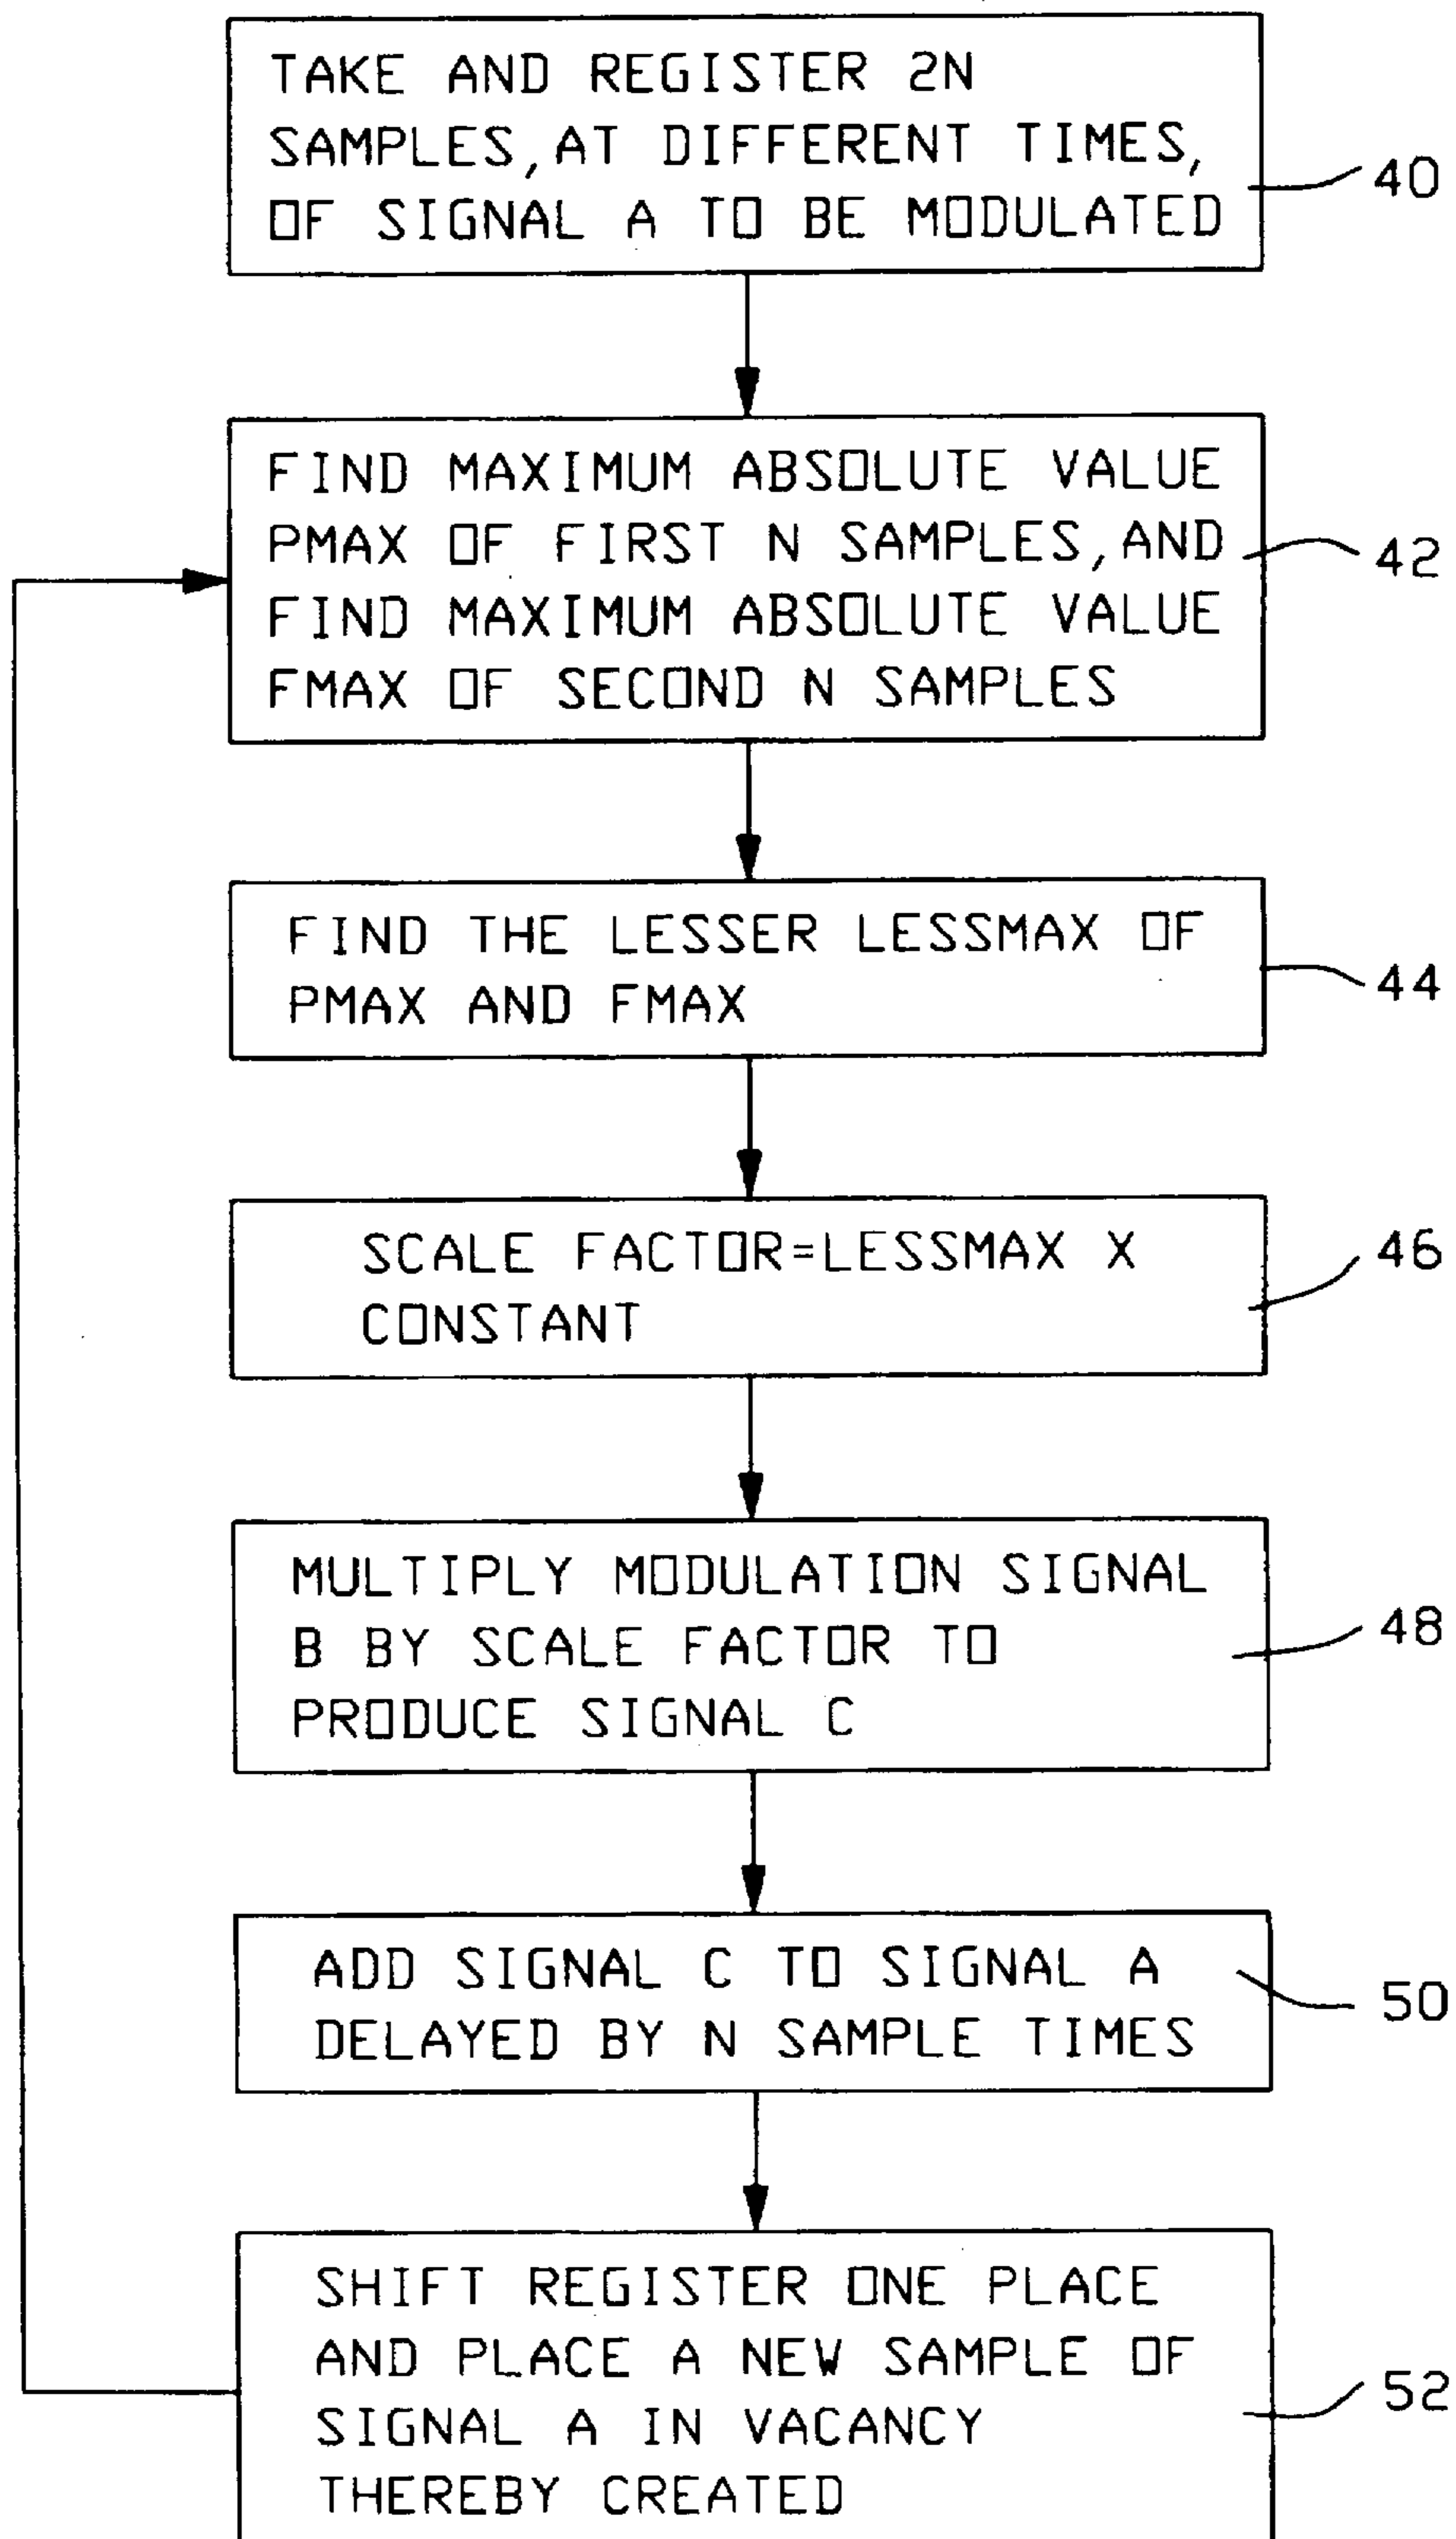 TAKE AND REGISTER 2N
SAMPLES, AT DIFFERENT TIMES,
OF SIGNAL A TO BE MODULATED
40
FIND MAXIMUM ABSOLUTE VALUE
PMAX OF FIRST N SAMPLES, AND
FIND MAXIMUM ABSOLUTE VALUE
FMAX OF SECOND N SAMPLES
42
FIND THE LESSER LESSMAX OF
PMAX AND FMAX
44
SCALE FACTOR=LESSMAX X
CONSTANT
46
MULTIPLY MODULATION SIGNAL
B BY SCALE FACTOR TO
PRODUCE SIGNAL C
48
ADD SIGNAL C TO SIGNAL A
DELAYED BY N SAMPLE TIMES
50
SHIFT REGISTER ONE PLACE
AND PLACE A NEW SAMPLE OF
SIGNAL A IN VACANCY
THEREBY CREATED
52